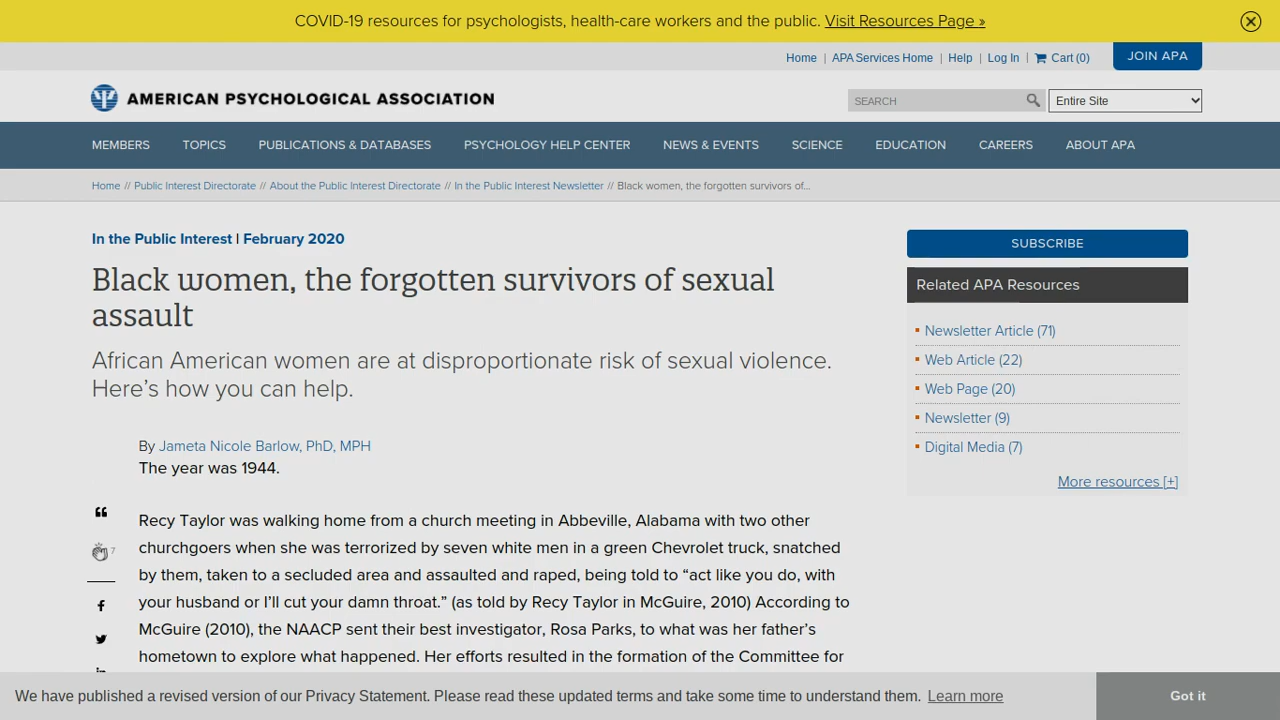 COVID-19 resources for psychologists, health-care workers and the public. Visit Resources Page »
Home | APA Services Home | Help | Log In | Cart (0) JOIN APA
AMERICAN PSYCHOLOGICAL ASSOCIATION
SEARCH Entire Site
MEMBERS TOPICS PUBLICATIONS & DATABASES PSYCHOLOGY HELP CENTER NEWS & EVENTS SCIENCE EDUCATION CAREERS ABOUT APA
Home // Public Interest Directorate // About the Public Interest Directorate // In the Public Interest Newsletter // Black women, the forgotten survivors of...
In the Public Interest | February 2020
Black women, the forgotten survivors of sexual
assault
African American women are at disproportionate risk of sexual violence.
Here’s how you can help.
By Jameta Nicole Barlow, PhD, MPH
The year was 1944.
7
Recy Taylor was walking home from a church meeting in Abbeville, Alabama with two other
churchgoers when she was terrorized by seven white men in a green Chevrolet truck, snatched
by them, taken to a secluded area and assaulted and raped, being told to “act like you do, with
your husband or I’ll cut your damn throat.” (as told by Recy Taylor in McGuire, 2010) According to
McGuire (2010), the NAACP sent their best investigator, Rosa Parks, to what was her father’s
hometown to explore what happened. Her efforts resulted in the formation of the Committee for
SUBSCRIBE
Related APA Resources
Newsletter Article (71)
Web Article (22)
Web Page (20)
Newsletter (9)
Digital Media (7)
More resources [+]
We have published a revised version of our Privacy Statement. Please read these updated terms and take some time to understand them. Learn more
Got it